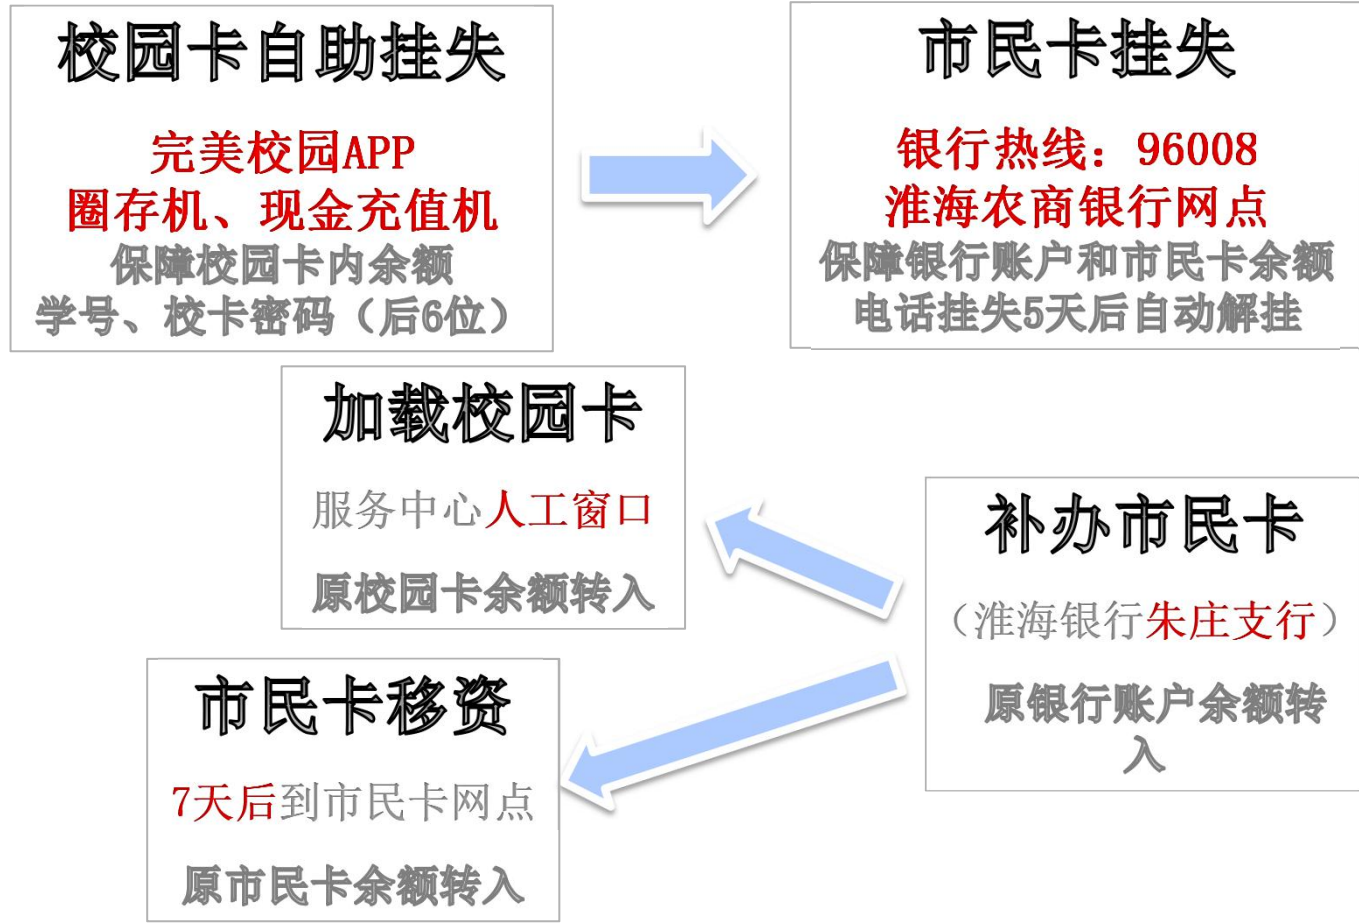 校园卡自助挂失
完美校园APP
圈存机、现金充值机
保障校园卡内余额
学号、校卡密码（后6位）
市民卡挂失
银行热线：96008
淮海农商银行网点
保障银行账户和市民卡余额
电话挂失5天后自动解挂
加载校园卡
服务中心人工窗口
原校园卡余额转入
补办市民卡
（淮海银行朱庄支行）
原银行账户余额转
入
市民卡移资
7天后到市民卡网点
原市民卡余额转入